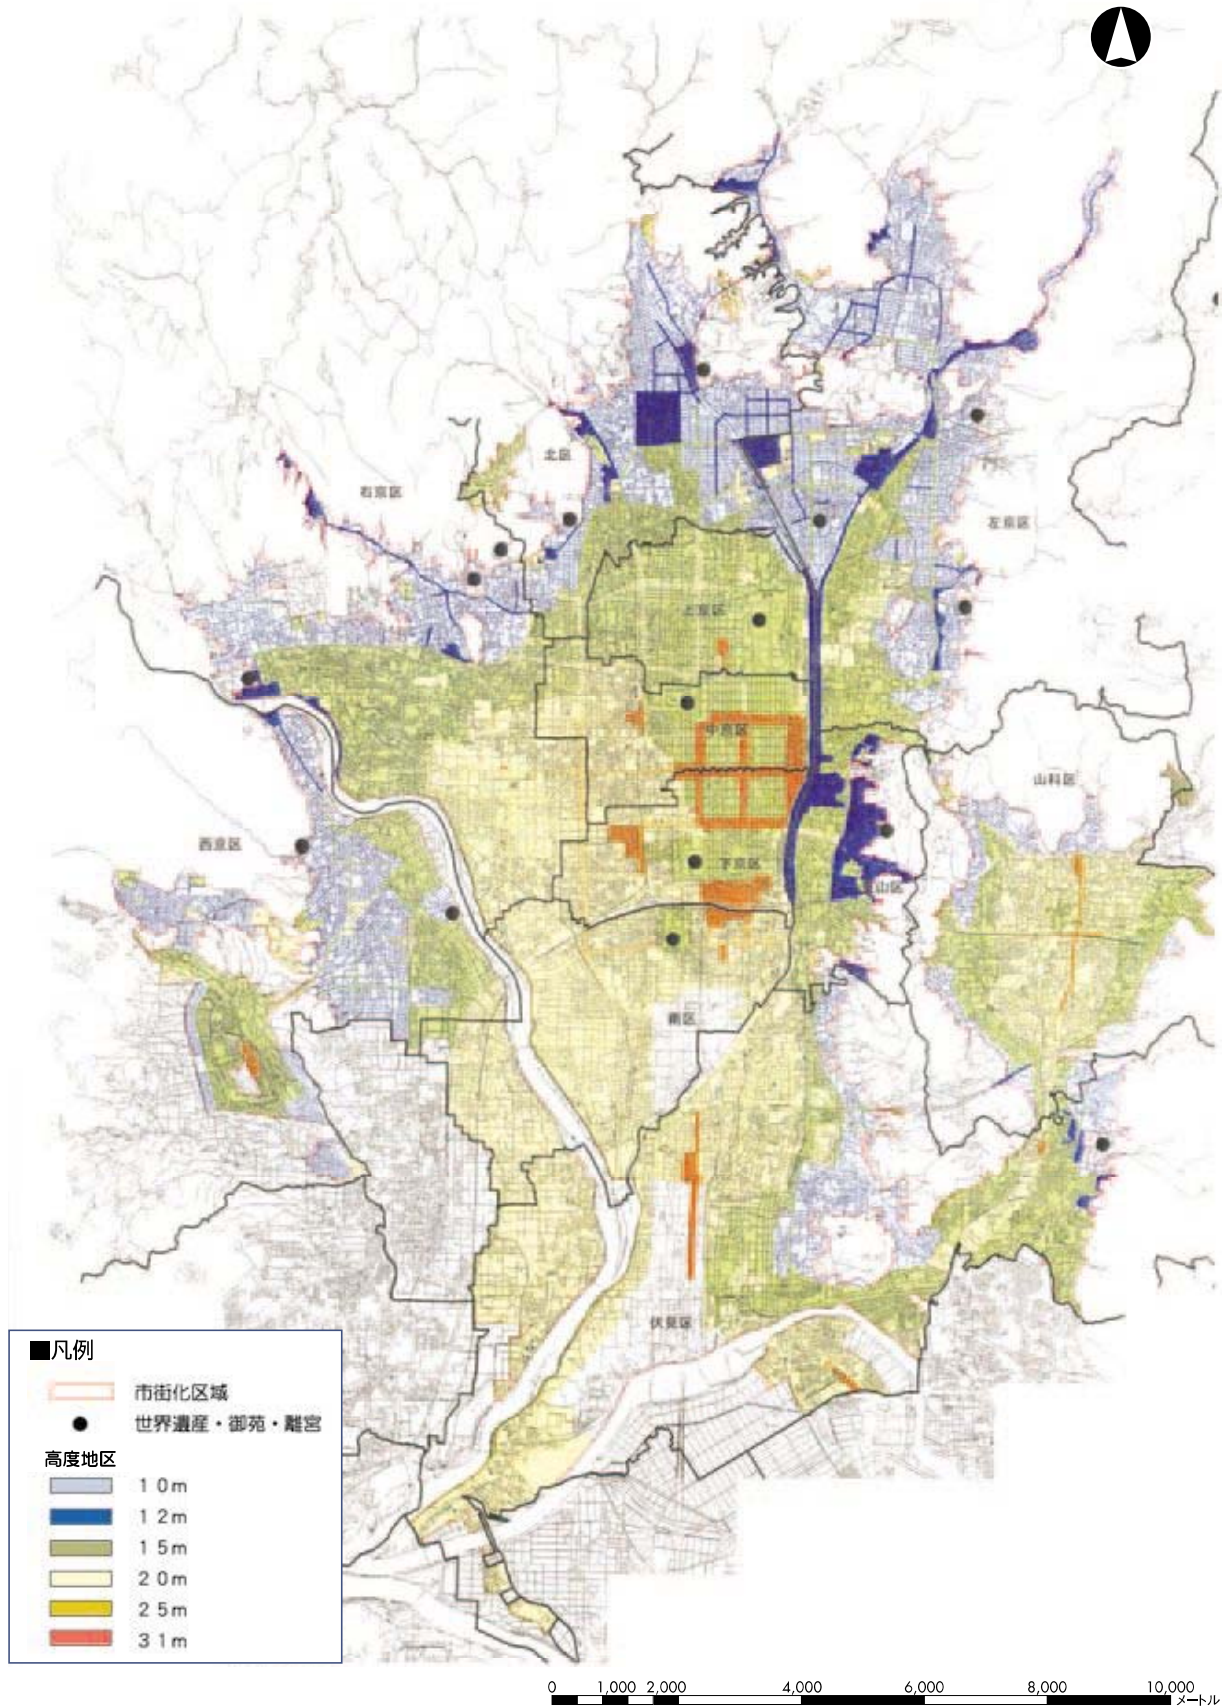 北区
右京区
左京区
上京区
中京区
山科区
西京区
下京区
山区
南区
伏見区
■凡例
市街化区域
世界遺産・御苑・離宮
高度地区
10m
12m
15m
20m
25m
31m
0 1,000 2,000 4,000 6,000 8,000 10,000
メートル